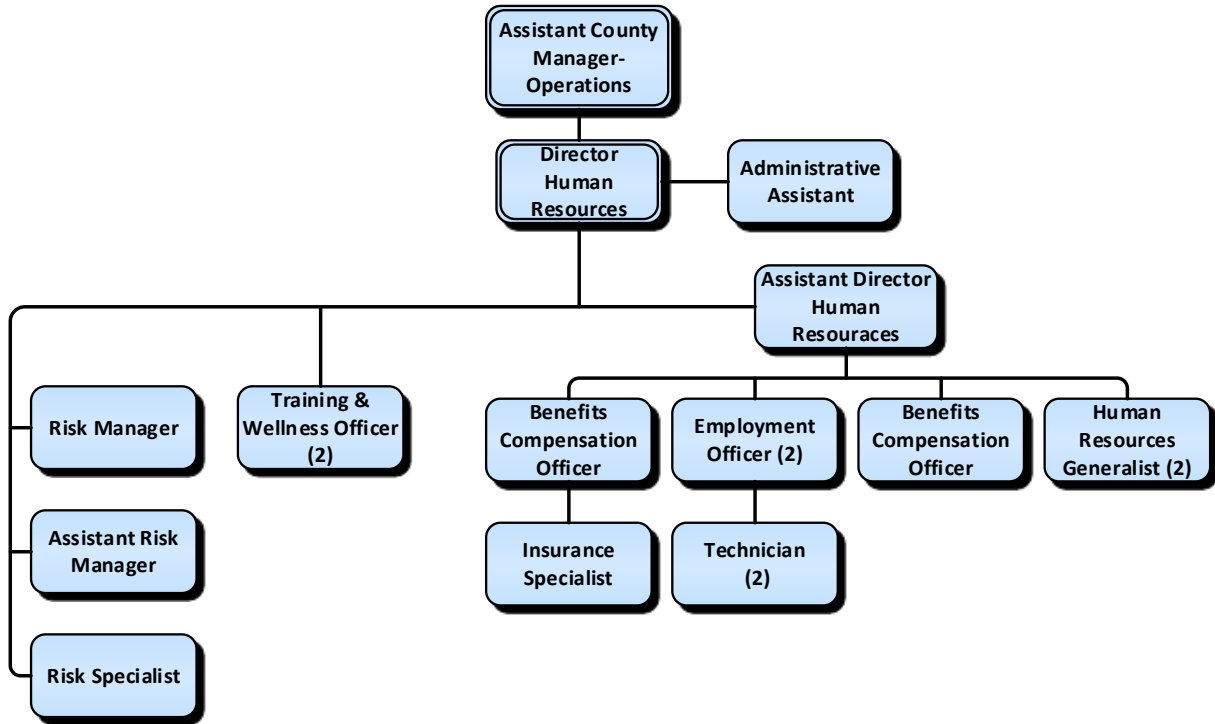 Assistant County
Manager-
Operations
Director
Human
Resources
Administrative
Assistant
Assistant Director
Human
Resouraces
Risk Manager
Training &
Wellness Officer
(2)
Benefits
Compensation
Officer
Employment
Officer (2)
Benefits
Compensation
Officer
Human
Resources
Generalist (2)
Assistant Risk
Manager
Insurance
Specialist
Technician
(2)
Risk Specialist